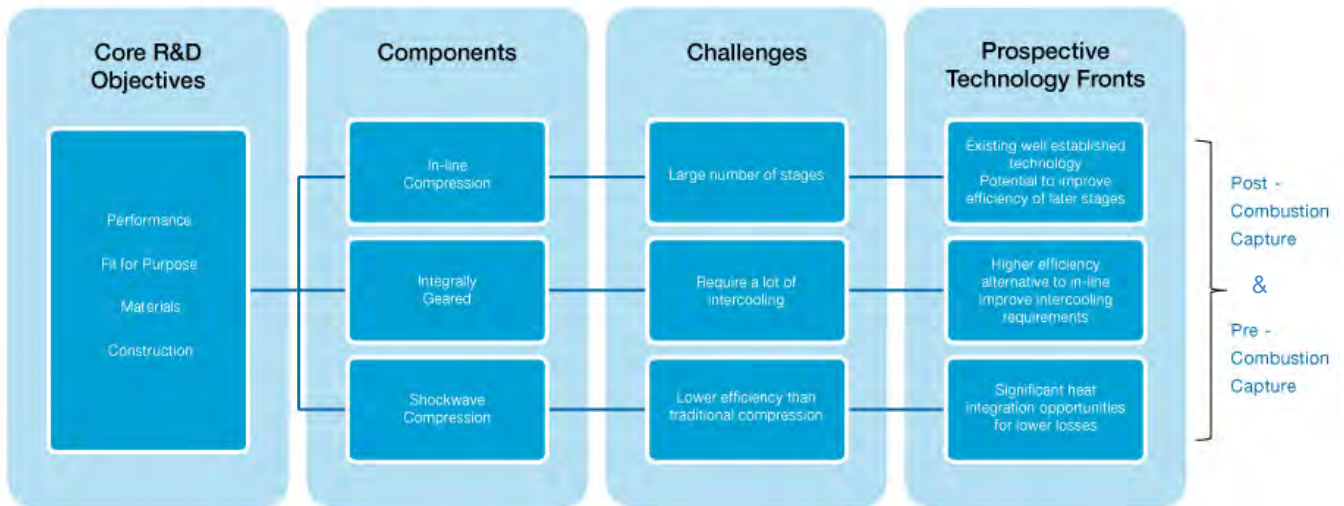 Core R&D
Objectives
Performance
Fit for Purpose
Materials
Construction
Components
In-line
Compression
Integrally
Geared
Shockwave
Compression
Challenges
Large number of stages
Require a lot of
intercooling
Lower efficiency than
traditional compression
Prospective
Technology Fronts
Existing well established
technology
Potential to improve
efficiency of later stages
Higher efficiency
alternative to in-line
improve intercooling
requirements
Significant heat
integration opportunities
for lower losses
Post -
Combustion
Capture
&
Pre -
Combustion
Capture